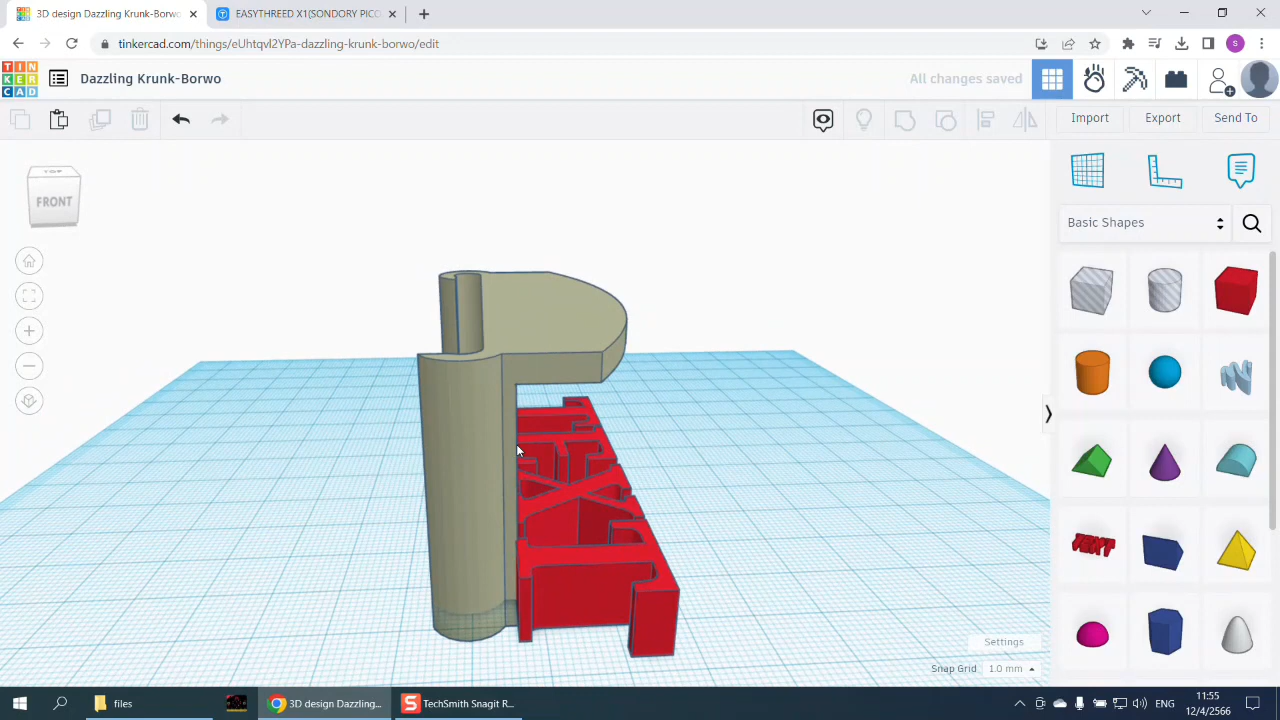 3D design Dazzling Krunk-Borwo
EASYTHREED X1(SONDORY PICO
tinkercad.com/things/eUhtqvl2YPa-dazzling-krunk-borwo/edit
S
TIN
KER
CAD
Dazzling Krunk-Borwo
All changes saved
Import
Export
Send To
TOP
FRONT
Basic Shapes
TEXT
Settings
Snap Grid 1.0 mm
files
3D design Dazzling...
S
TechSmith Snagit R...
11:55
12/4/2566